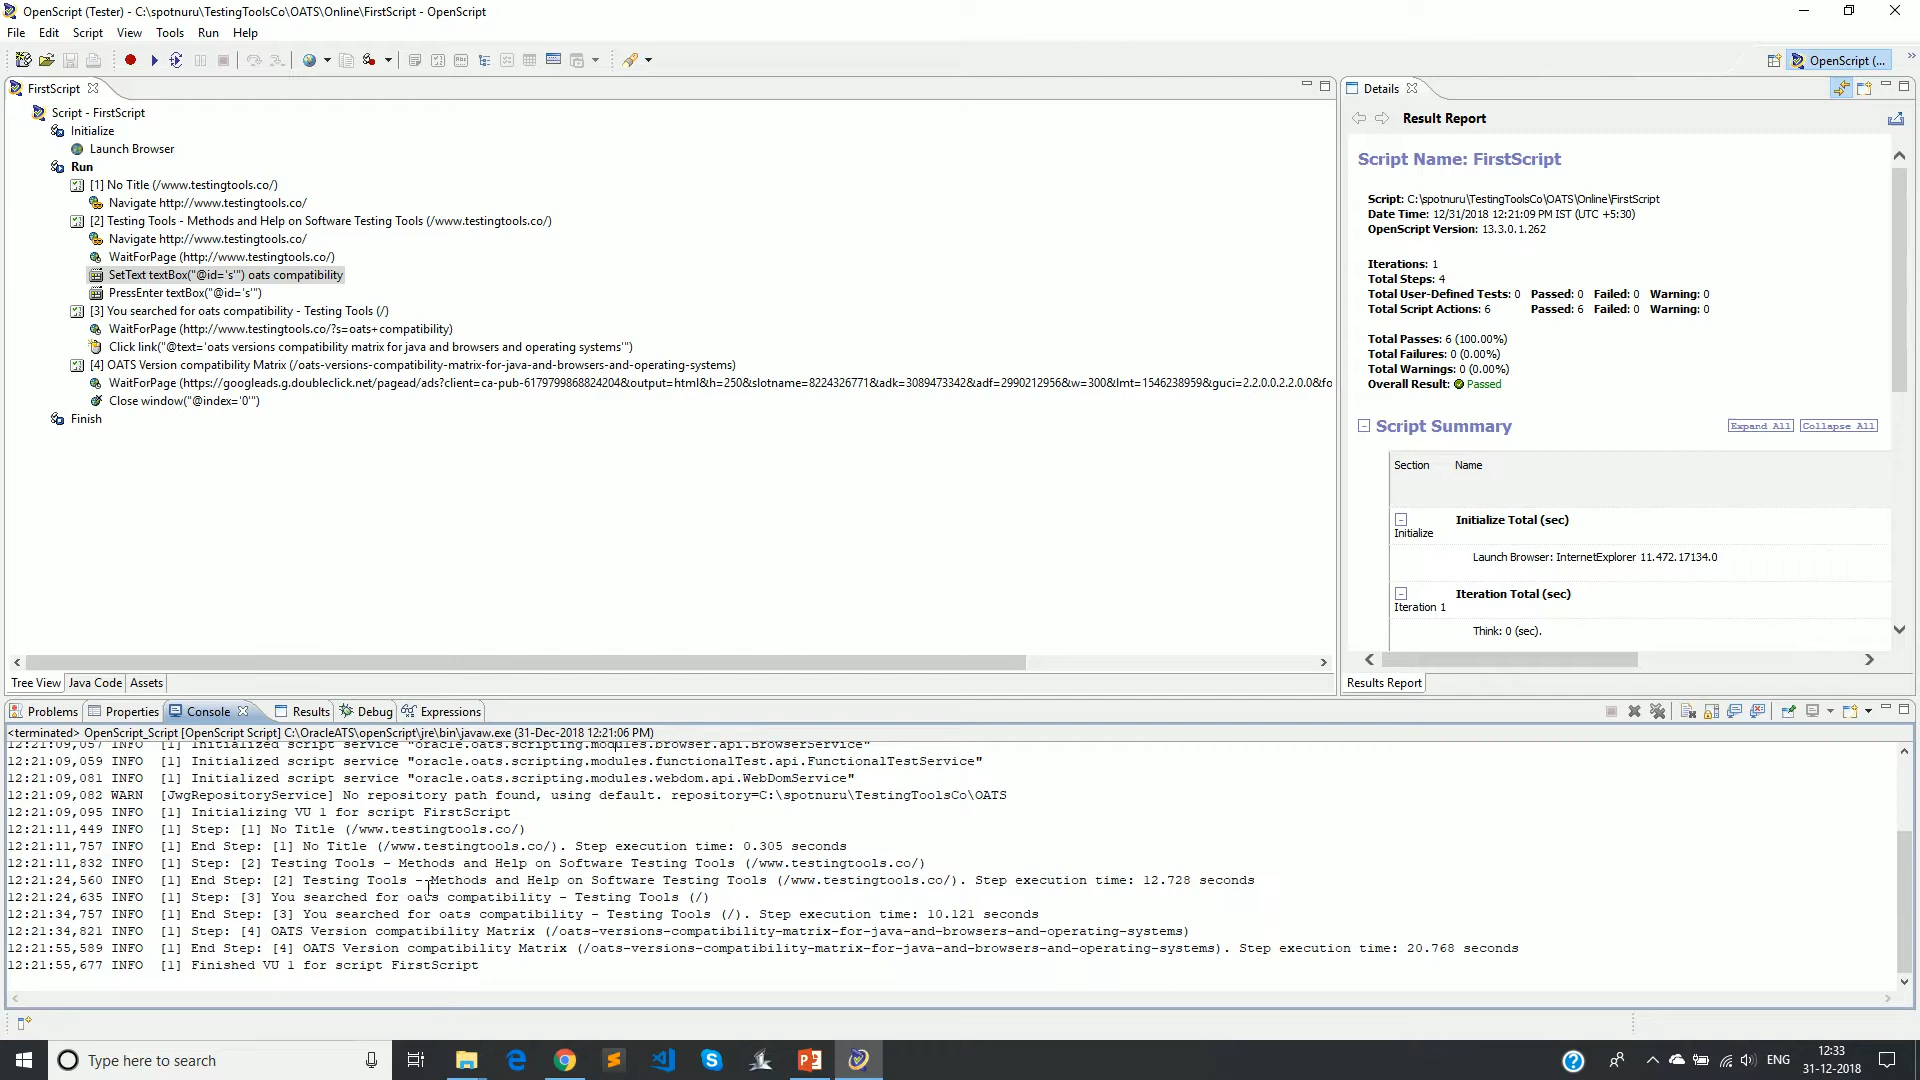 OpenScript (Tester) - C:\spotnuru\TestingToolsCo\OATS\Online\FirstScript - OpenScript
File Edit Script View Tools Run Help
OpenScript (...
FirstScript
Script - FirstScript
Initialize
Launch Browser
Run
[1] No Title (/www.testingtools.co/)
Navigate http://www.testingtools.co/
[2] Testing Tools - Methods and Help on Software Testing Tools (/www.testingtools.co/)
Navigate http://www.testingtools.co/
WaitForPage (http://www.testingtools.co/)
SetText textBox("@id='s'") oats compatibility
PressEnter textBox("@id='s'")
[3] You searched for oats compatibility - Testing Tools (/)
WaitForPage (http://www.testingtools.co/?s=oats+compatibility)
Click link("@text='oats versions compatibility matrix for java and browsers and operating systems'")
[4] OATS Version compatibility Matrix (/oats-versions-compatibility-matrix-for-java-and-browsers-and-operating-systems)
WaitForPage (https://googleads.g.doubleclick.net/pagead/ads?client=ca-pub-6179799868824204&output=html&h=250&slotname=8224326771&adk=3089473342&adf=2990212956&w=300&lmt=1546238959&guci=2.2.0.0.2.2.0.0&fo
Close window("@index='0'")
Finish
Tree View Java Code Assets
Details
Result Report
Script Name: FirstScript
Script: C:\spotnuru\TestingToolsCo\OATS\Online\FirstScript
Date Time: 12/31/2018 12:21:09 PM IST (UTC +5:30)
OpenScript Version: 13.3.0.1.262
Iterations: 1
Total Steps: 4
Total User-Defined Tests: 0 Passed: 0 Failed: 0 Warning: 0
Total Script Actions: 6 Passed: 6 Failed: 0 Warning: 0
Total Passes: 6 (100.00%)
Total Failures: 0 (0.00%)
Total Warnings: 0 (0.00%)
Overall Result: Passed
Script Summary Expand All Collapse All
Section Name
Initialize Initialize Total (sec)
Launch Browser: InternetExplorer 11.472.17134.0
Iteration 1 Iteration Total (sec)
Think: 0 (sec).
Results Report
Problems Properties Console Results Debug Expressions
<terminated> OpenScript_Script [OpenScript Script] C:\OracleATS\openScript\jre\bin\javaw.exe (31-Dec-2018 12:21:06 PM)
12:21:09,057 INFO [1] Initialized script service "oracle.oats.scripting.modules.browser.api.BrowserService"
12:21:09,059 INFO [1] Initialized script service "oracle.oats.scripting.modules.functionalTest.api.FunctionalTestService"
12:21:09,081 INFO [1] Initialized script service "oracle.oats.scripting.modules.webdom.api.WebDomService"
12:21:09,082 WARN [JwgRepositoryService] No repository path found, using default. repository=C:\spotnuru\TestingToolsCo\OATS
12:21:09,095 INFO [1] Initializing VU 1 for script FirstScript
12:21:11,449 INFO [1] Step: [1] No Title (/www.testingtools.co/)
12:21:11,757 INFO [1] End Step: [1] No Title (/www.testingtools.co/). Step execution time: 0.305 seconds
12:21:11,832 INFO [1] Step: [2] Testing Tools - Methods and Help on Software Testing Tools (/www.testingtools.co/)
12:21:24,560 INFO [1] End Step: [2] Testing Tools - Methods and Help on Software Testing Tools (/www.testingtools.co/). Step execution time: 12.728 seconds
12:21:24,635 INFO [1] Step: [3] You searched for oats compatibility - Testing Tools (/)
12:21:34,757 INFO [1] End Step: [3] You searched for oats compatibility - Testing Tools (/). Step execution time: 10.121 seconds
12:21:34,821 INFO [1] Step: [4] OATS Version compatibility Matrix (/oats-versions-compatibility-matrix-for-java-and-browsers-and-operating-systems)
12:21:55,589 INFO [1] End Step: [4] OATS Version compatibility Matrix (/oats-versions-compatibility-matrix-for-java-and-browsers-and-operating-systems). Step execution time: 20.768 seconds
12:21:55,677 INFO [1] Finished VU 1 for script FirstScript
Type here to search
ENG
12:33
31-12-2018